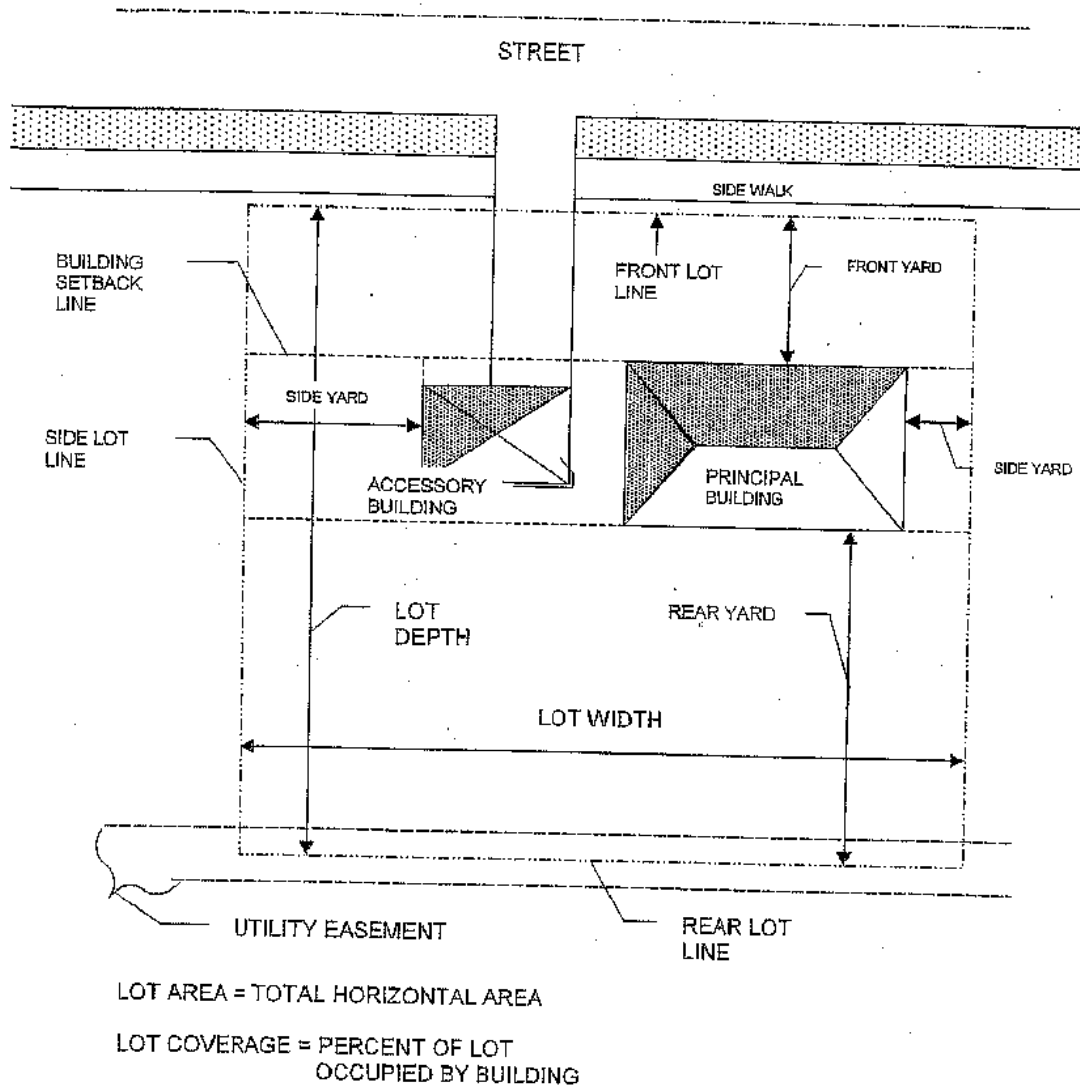 STREET
SIDE WALK
BUILDING
SETBACK
LINE
FRONT LOT
LINE
FRONT YARD
SIDE YARD
SIDE LOT
LINE
SIDE YARD
ACCESSORY
BUILDING
PRINCIPAL
BUILDING
LOT
DEPTH
REAR YARD
LOT WIDTH
UTILITY EASEMENT
REAR LOT
LINE
LOT AREA = TOTAL HORIZONTAL AREA
LOT COVERAGE = PERCENT OF LOT
OCCUPIED BY BUILDING